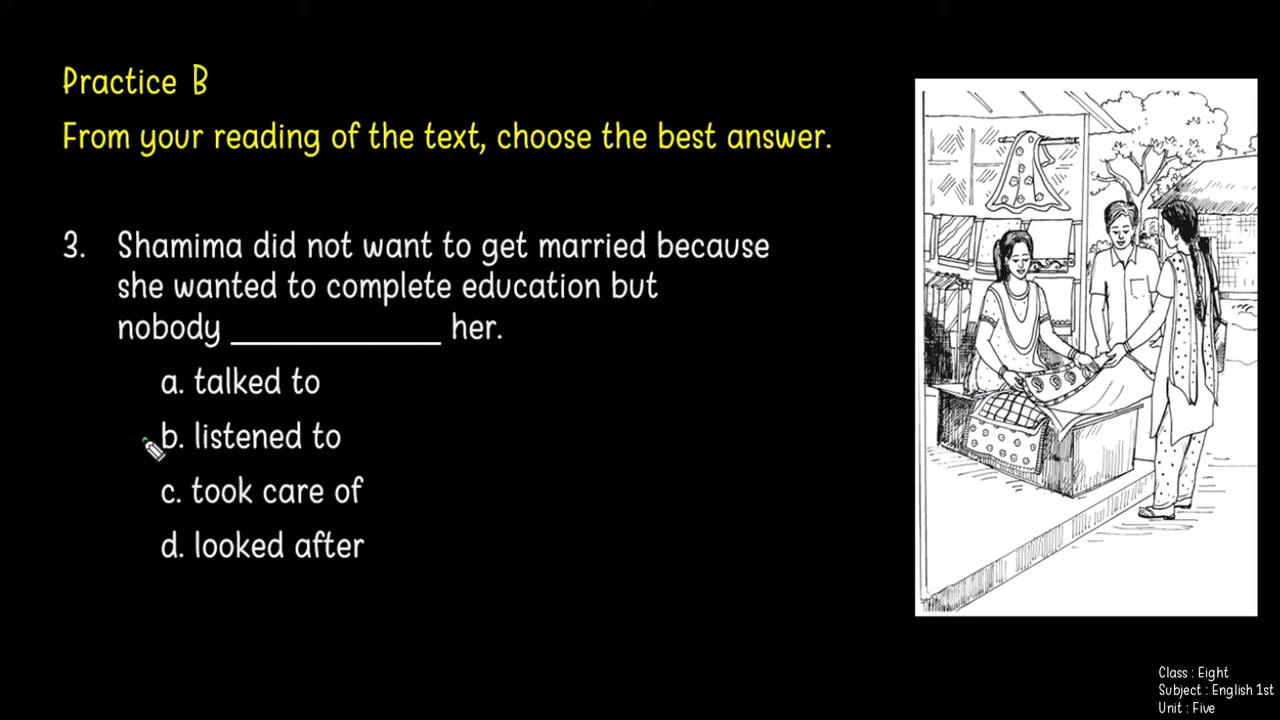 Practice B
From your reading of the text, choose the best answer.
3. Shamima did not want to get married because
she wanted to complete education but
nobody ______________ her.
a. talked to
b. listened to
c. took care of
d. looked after
Class : Eight
Subject : English 1st
Unit : Five